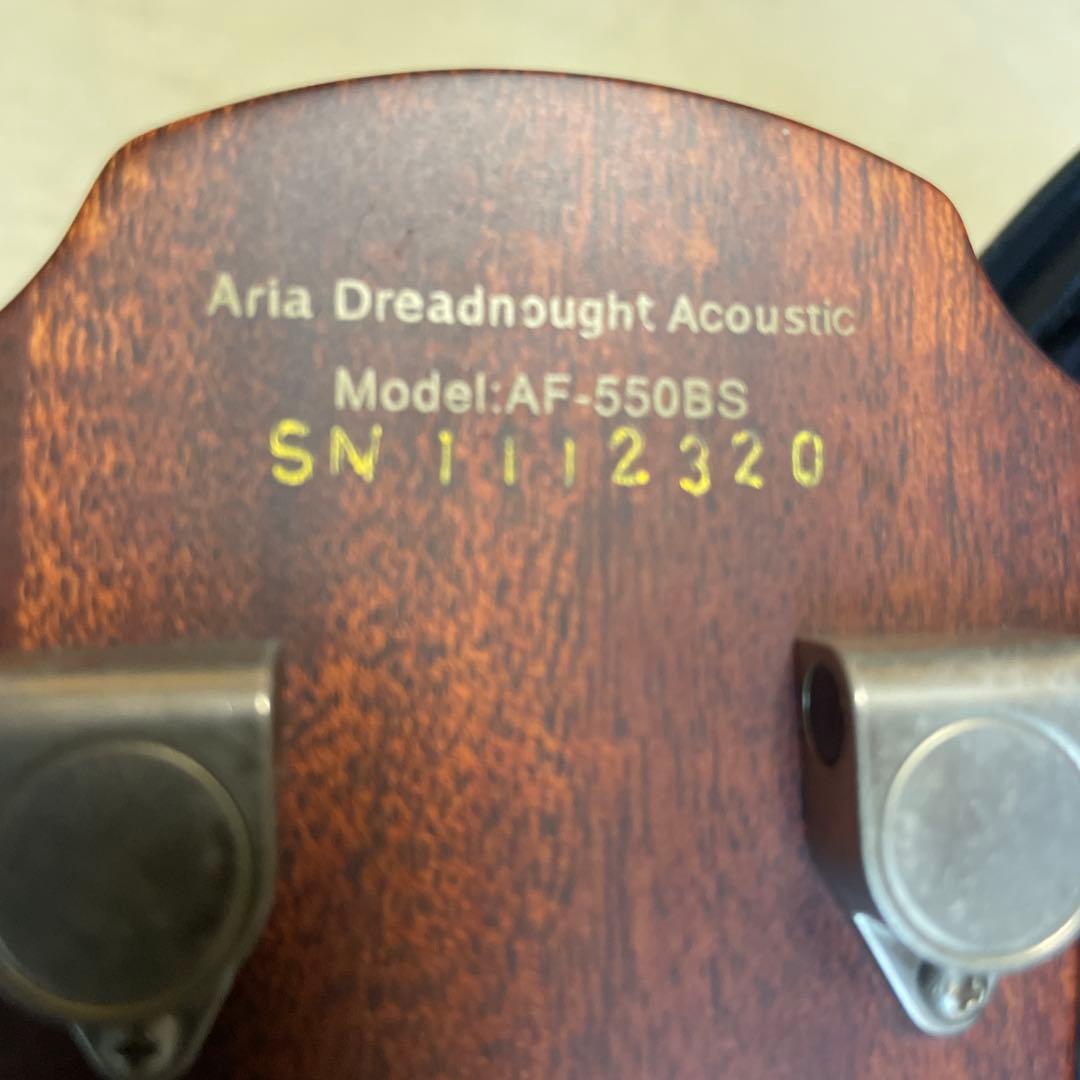 Aria Dreadnought Acoustic
Model:AF-550BS
SN 1112320